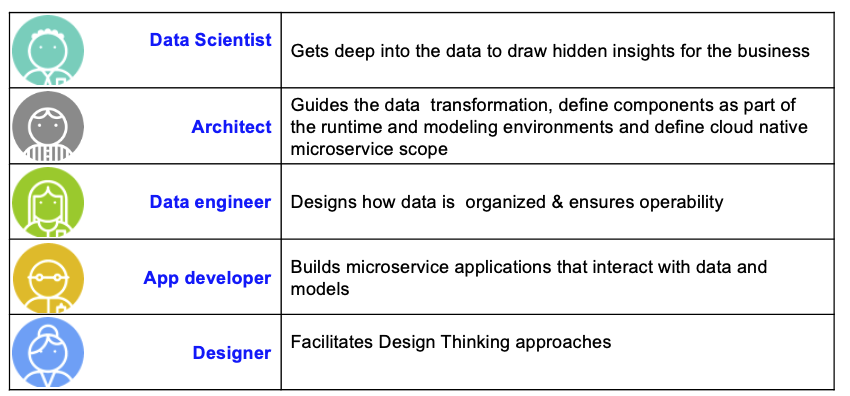 Data Scientist
Gets deep into the data to draw hidden insights for the business
Architect
Guides the data  transformation, define components as part of
the runtime and modeling environments and define cloud native
microservice scope
Data engineer
Designs how data is  organized & ensures operability
App developer
Builds microservice applications that interact with data and
models
Designer
Facilitates Design Thinking approaches